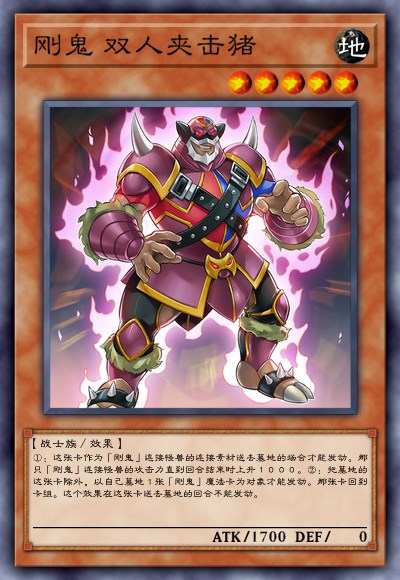 刚鬼 双人夹击猪
地
【战士族／效果】
①：这张卡作为「刚鬼」连接怪兽的连接素材送去墓地的场合才能发动。那
只「刚鬼」连接怪兽的攻击力直到回合结束时上升１０００。②：把墓地的
这张卡除外，以自己墓地１张「刚鬼」魔法卡为对象才能发动。那张卡回到
卡组。这个效果在这张卡送去墓地的回合不能发动。
ATK/1700 DEF/ 0